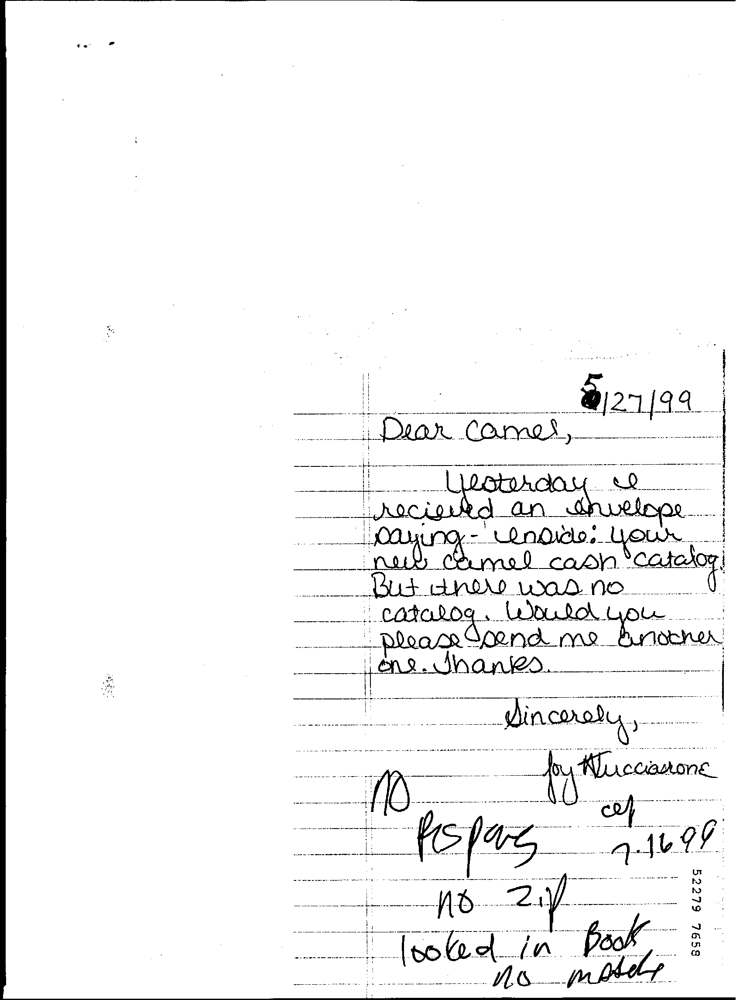 5/27/99
Dear Camel,
Yesterday I
recieved an envelope
saying - inside: your
new camel cash catalog!
But there was no
catalog. Would you
please send me another
one. Thanks.
Sincerely,
Joy
cef
NO
7-16 99
no zip
looked in Book
no match
52279 7658